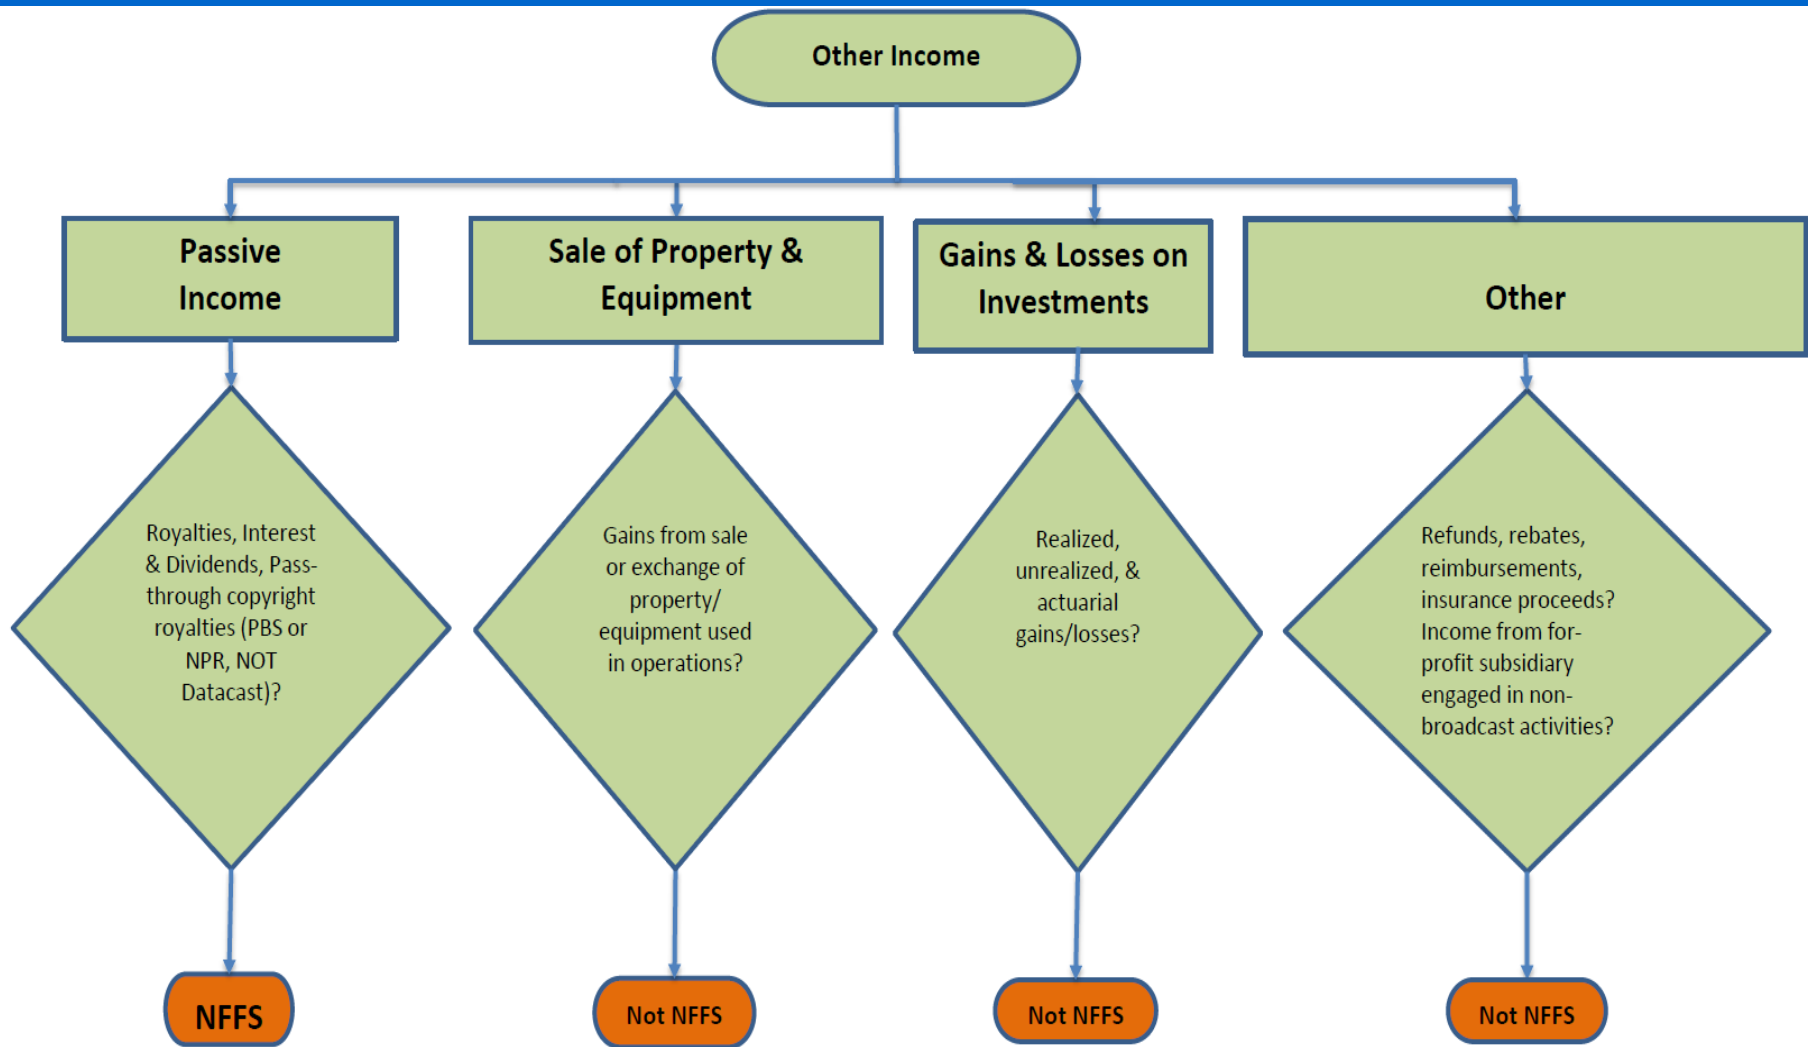 Other Income
Passive
Income
Sale of Property &
Equipment
Gains & Losses on
Investments
Other
Royalties, Interest
& Dividends, Pass-
through copyright
royalties (PBS or
NPR, NOT
Datacast)?
Gains from sale
or exchange of
property/
equipment used
in operations?
Realized,
unrealized, &
actuarial
gains/losses?
Refunds, rebates,
reimbursements,
insurance proceeds?
Income from for-
profit subsidiary
engaged in non-
broadcast activities?
NFFS
Not NFFS
Not NFFS
Not NFFS